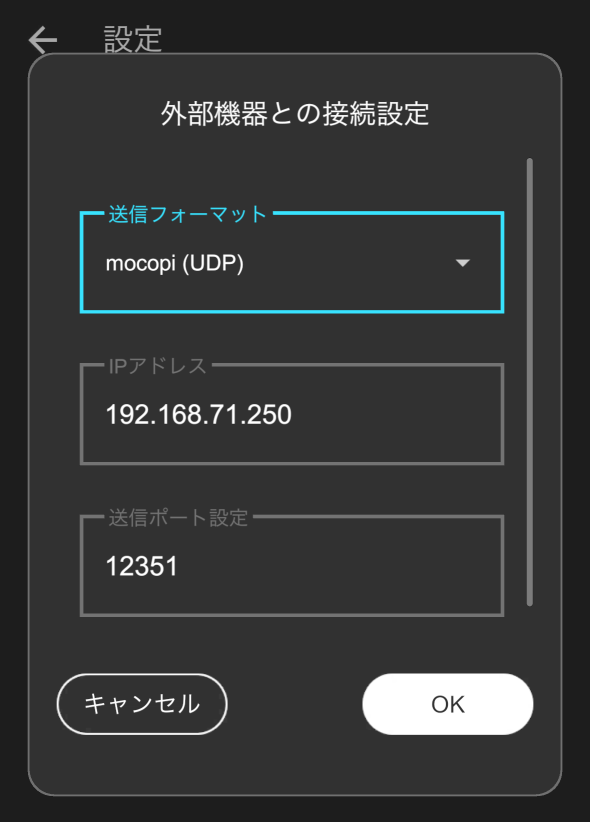 設定
外部機器との接続設定
送信フォーマット
mocopi (UDP)
IPアドレス
192.168.71.250
送信ポート設定
12351
キャンセル
OK